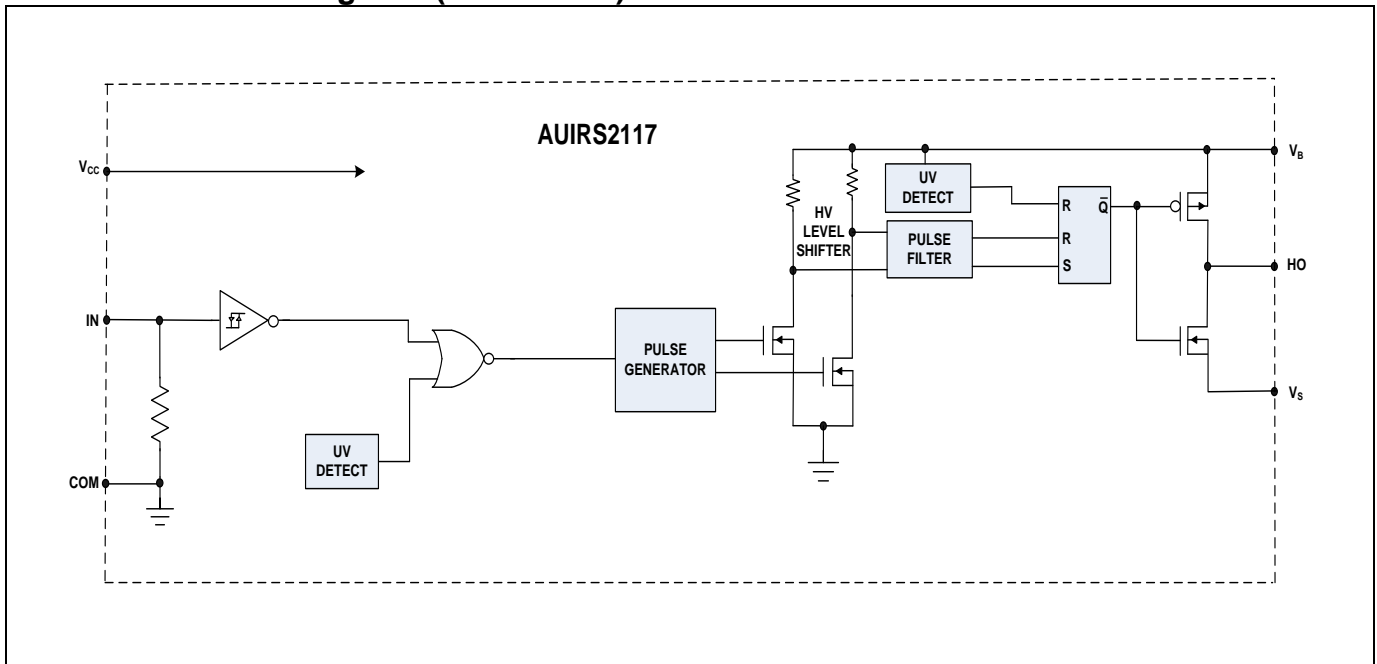 AUIRS2117
VCC
VB
UV
DETECT
R
Q̅
HV
LEVEL
SHIFTER
PULSE
FILTER
R
S
HO
IN
PULSE
GENERATOR
VS
UV
DETECT
COM